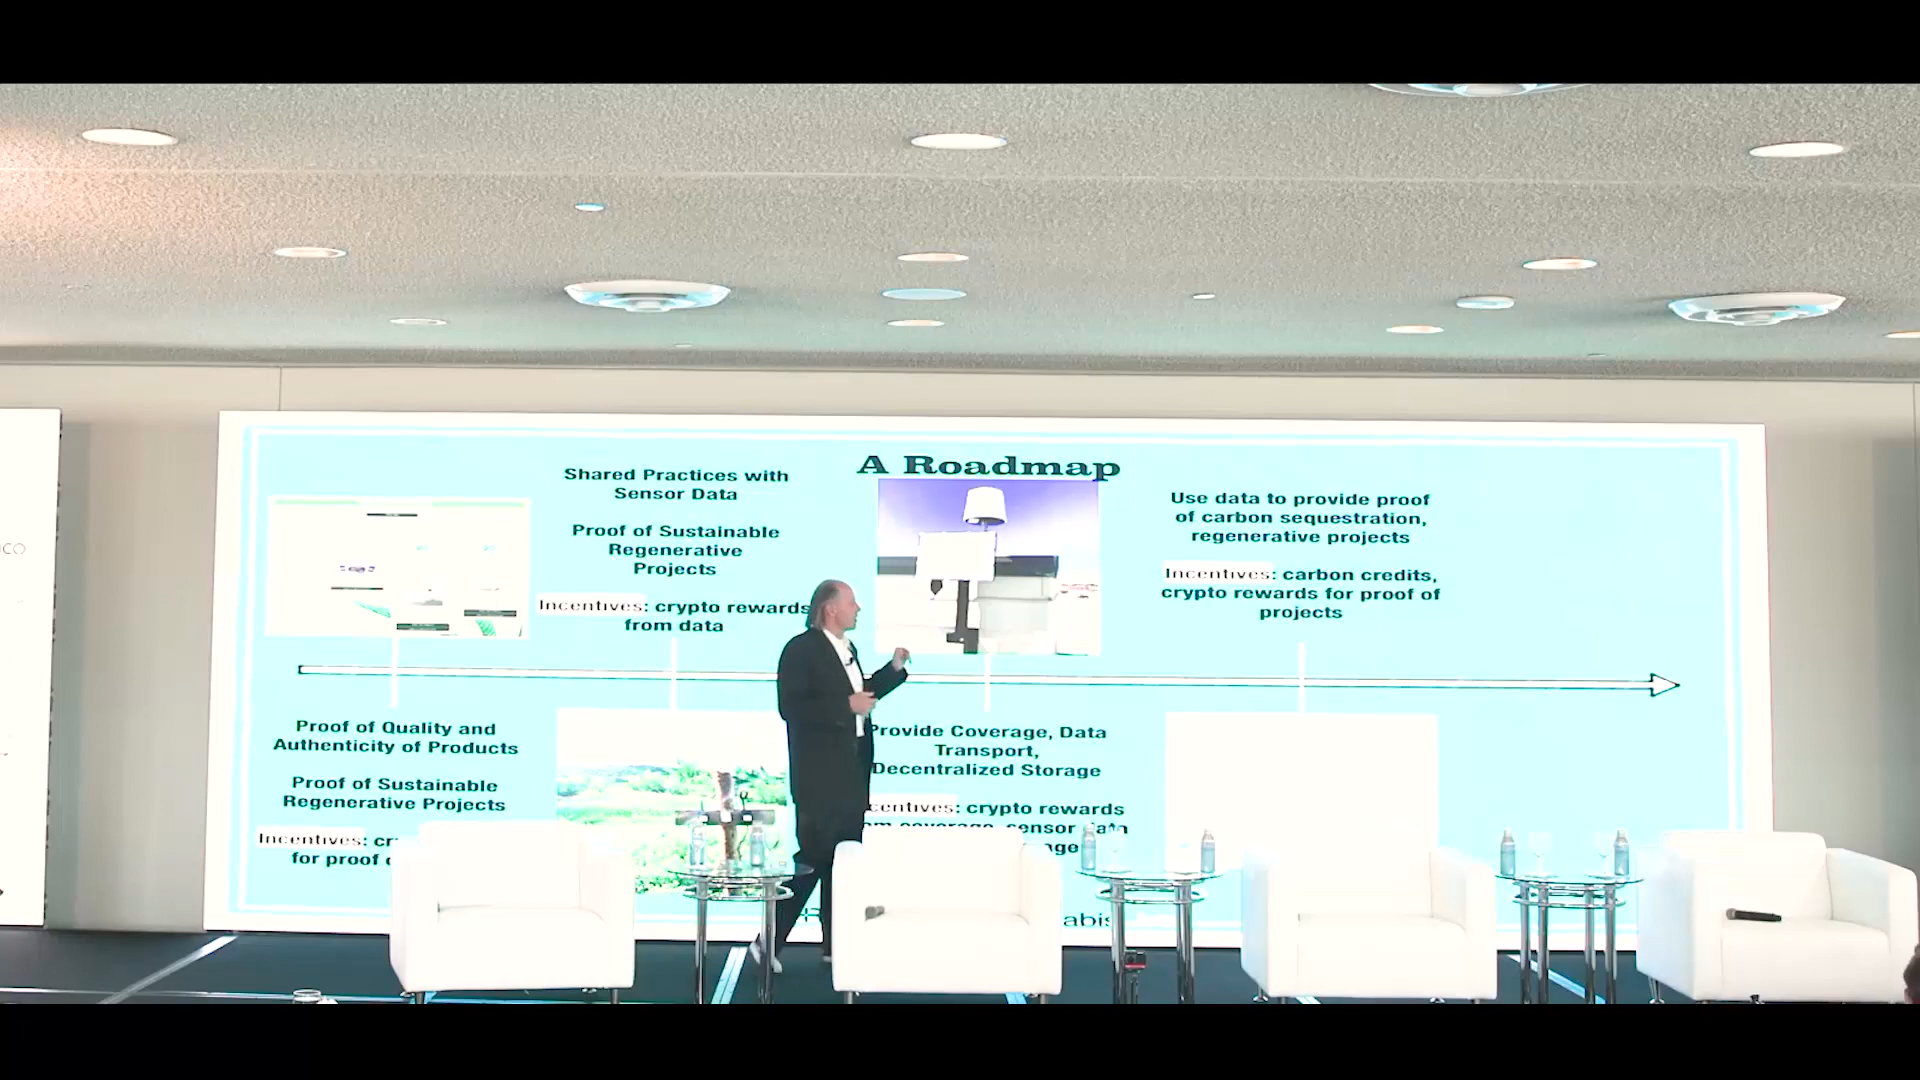 A Roadmap
Shared Practices with
Sensor Data
Proof of Sustainable
Regenerative
Projects
Incentives: crypto rewards
from data
Use data to provide proof
of carbon sequestration,
regenerative projects
Incentives: carbon credits,
crypto rewards for proof of
projects
Proof of Quality and
Authenticity of Products
Proof of Sustainable
Regenerative Projects
Incentives:
for proof
Provide Coverage, Data
Transport,
Decentralized Storage
crypto rewards
coverage, sensor data